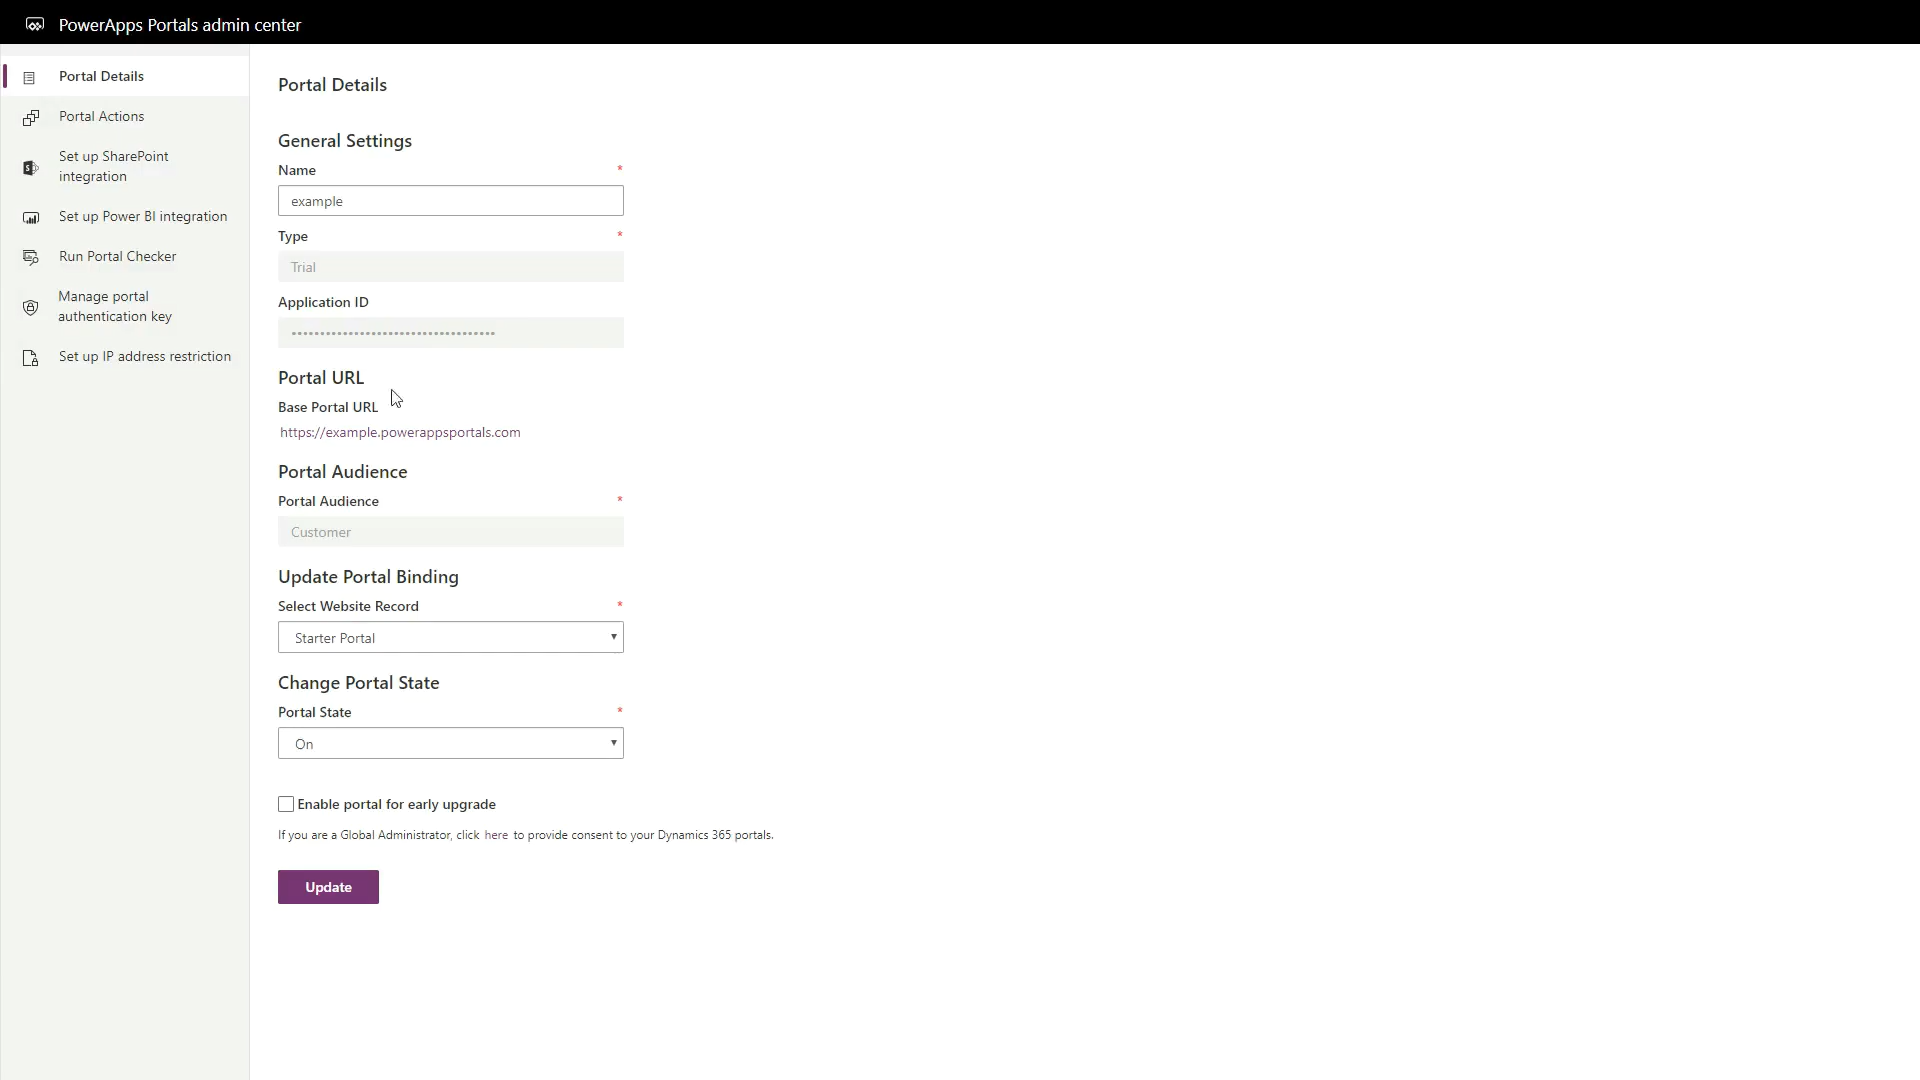 PowerApps Portals admin center
Portal Details
Portal Actions
Set up SharePoint
integration
Set up Power BI integration
Run Portal Checker
Manage portal
authentication key
Set up IP address restriction
Portal Details
General Settings
Name *
example
Type *
Trial
Application ID
••••••••••••••••••••••••••••••••••••
Portal URL
Base Portal URL
https://example.powerappsportals.com
Portal Audience
Portal Audience *
Customer
Update Portal Binding
Select Website Record *
Starter Portal
Change Portal State
Portal State *
On
Enable portal for early upgrade
If you are a Global Administrator, click here to provide consent to your Dynamics 365 portals.
Update